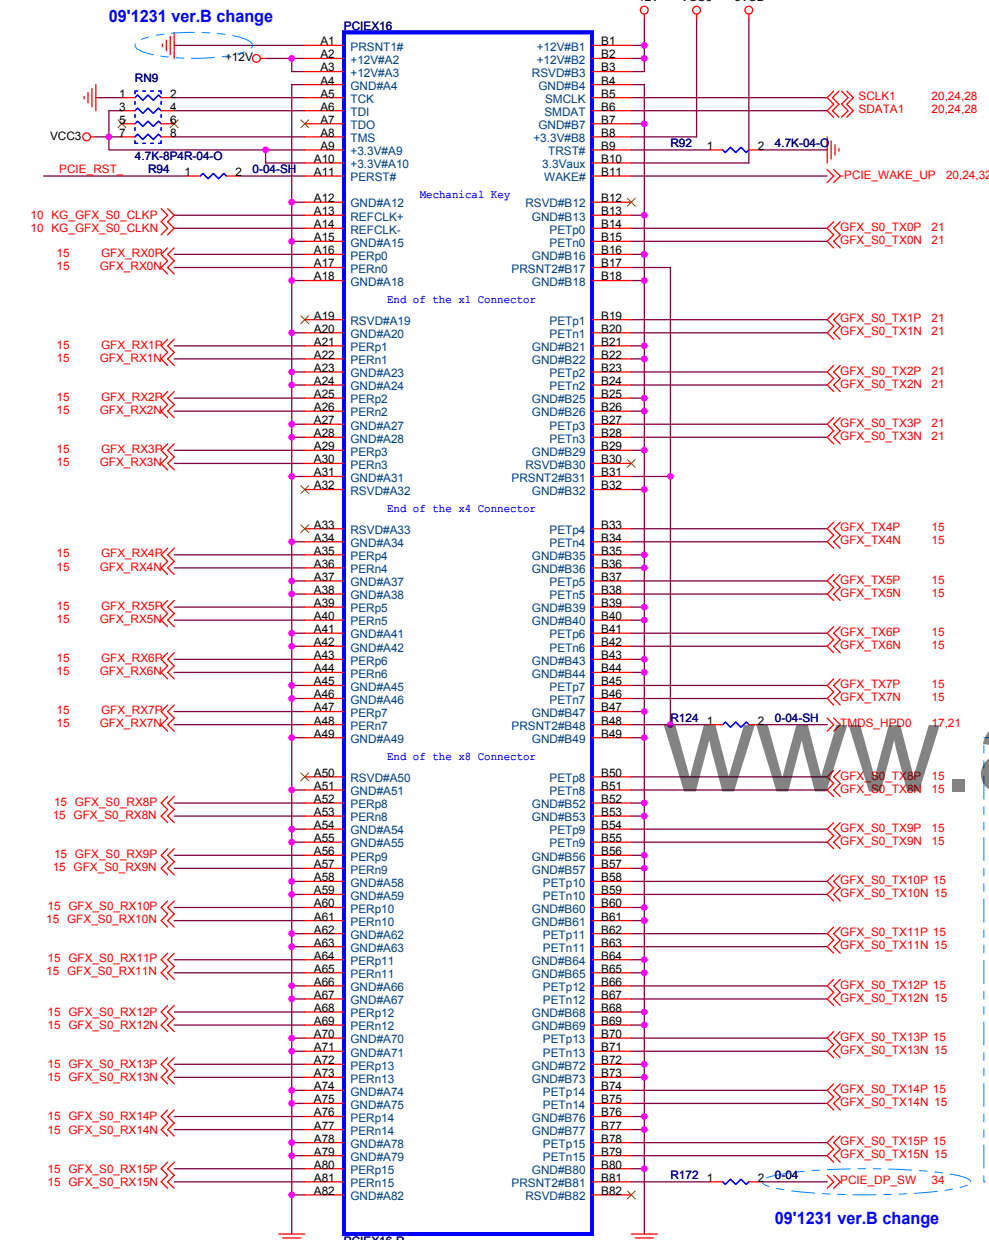 09'1231 ver.B change
PCIEX16
+12V
RN9
1 2
3 4
5 6
7 8
VCC3
4.7K-8P4R-04-O
PCIE_RST_
R94 1 2 0-04-SH
A1 PRSNT1#
A2 +12V#A2
A3 +12V#A3
A4 GND#A4
A5 TCK
A6 TDI
A7 TDO
A8 TMS
A9 +3.3V#A9
A10 +3.3V#A10
A11 PERST#
+12V#B1 B1
+12V#B2 B2
RSVD#B3 B3
GND#B4 B4
SMCLK B5 SCLK1 20,24,28
SMDAT B6 SDATA1 20,24,28
GND#B7 B7
+3.3V#B8 B8
TRST# B9 R92 1 2 4.7K-04-O
3.3Vaux B10
WAKE# B11 PCIE_WAKE_UP 20,24,32
Mechanical Key
A12 GND#A12
10 KG_GFX_S0_CLKP A13 REFCLK+
10 KG_GFX_S0_CLKN A14 REFCLK-
A15 GND#A15
15 GFX_RX0P A16 PERp0
15 GFX_RX0N A17 PERn0
A18 GND#A18
RSVD#B12 B12
GND#B13 B13
PETp0 B14 GFX_S0_TX0P 21
PETn0 B15 GFX_S0_TX0N 21
GND#B16 B16
PRSNT2#B17 B17
GND#B18 B18
End of the x1 Connector
A19 RSVD#A19
A20 GND#A20
15 GFX_RX1P A21 PERp1
15 GFX_RX1N A22 PERn1
A23 GND#A23
A24 GND#A24
15 GFX_RX2P A25 PERp2
15 GFX_RX2N A26 PERn2
A27 GND#A27
A28 GND#A28
15 GFX_RX3P A29 PERp3
15 GFX_RX3N A30 PERn3
A31 GND#A31
A32 RSVD#A32
PETp1 B19 GFX_S0_TX1P 21
PETn1 B20 GFX_S0_TX1N 21
GND#B21 B21
GND#B22 B22
PETp2 B23 GFX_S0_TX2P 21
PETn2 B24 GFX_S0_TX2N 21
GND#B25 B25
GND#B26 B26
PETp3 B27 GFX_S0_TX3P 21
PETn3 B28 GFX_S0_TX3N 21
GND#B29 B29
RSVD#B30 B30
PRSNT2#B31 B31
GND#B32 B32
End of the x4 Connector
A33 RSVD#A33
A34 GND#A34
15 GFX_RX4P A35 PERp4
15 GFX_RX4N A36 PERn4
A37 GND#A37
A38 GND#A38
15 GFX_RX5P A39 PERp5
15 GFX_RX5N A40 PERn5
A41 GND#A41
A42 GND#A42
15 GFX_RX6P A43 PERp6
15 GFX_RX6N A44 PERn6
A45 GND#A45
A46 GND#A46
15 GFX_RX7P A47 PERp7
15 GFX_RX7N A48 PERn7
A49 GND#A49
PETp4 B33 GFX_TX4P 15
PETn4 B34 GFX_TX4N 15
GND#B35 B35
GND#B36 B36
PETp5 B37 GFX_TX5P 15
PETn5 B38 GFX_TX5N 15
GND#B39 B39
GND#B40 B40
PETp6 B41 GFX_TX6P 15
PETn6 B42 GFX_TX6N 15
GND#B43 B43
GND#B44 B44
PETp7 B45 GFX_TX7P 15
PETn7 B46 GFX_TX7N 15
GND#B47 B47
PRSNT2#B48 B48 R124 1 2 0-04-SH TMDS_HPD0 17,21
GND#B49 B49
www.
End of the x8 Connector
A50 RSVD#A50
A51 GND#A51
15 GFX_S0_RX8P A52 PERp8
15 GFX_S0_RX8N A53 PERn8
A54 GND#A54
A55 GND#A55
15 GFX_S0_RX9P A56 PERp9
15 GFX_S0_RX9N A57 PERn9
A58 GND#A58
A59 GND#A59
15 GFX_S0_RX10P A60 PERp10
15 GFX_S0_RX10N A61 PERn10
A62 GND#A62
A63 GND#A63
15 GFX_S0_RX11P A64 PERp11
15 GFX_S0_RX11N A65 PERn11
A66 GND#A66
A67 GND#A67
15 GFX_S0_RX12P A68 PERp12
15 GFX_S0_RX12N A69 PERn12
A70 GND#A70
A71 GND#A71
15 GFX_S0_RX13P A72 PERp13
15 GFX_S0_RX13N A73 PERn13
A74 GND#A74
A75 GND#A75
15 GFX_S0_RX14P A76 PERp14
15 GFX_S0_RX14N A77 PERn14
A78 GND#A78
A79 GND#A79
15 GFX_S0_RX15P A80 PERp15
15 GFX_S0_RX15N A81 PERn15
A82 GND#A82
PETp8 B50 GFX_S0_TX8P 15
PETn8 B51 GFX_S0_TX8N 15
GND#B52 B52
GND#B53 B53
PETp9 B54 GFX_S0_TX9P 15
PETn9 B55 GFX_S0_TX9N 15
GND#B56 B56
GND#B57 B57
PETp10 B58 GFX_S0_TX10P 15
PETn10 B59 GFX_S0_TX10N 15
GND#B60 B60
GND#B61 B61
PETp11 B62 GFX_S0_TX11P 15
PETn11 B63 GFX_S0_TX11N 15
GND#B64 B64
GND#B65 B65
PETp12 B66 GFX_S0_TX12P 15
PETn12 B67 GFX_S0_TX12N 15
GND#B68 B68
GND#B69 B69
PETp13 B70 GFX_S0_TX13P 15
PETn13 B71 GFX_S0_TX13N 15
GND#B72 B72
GND#B73 B73
PETp14 B74 GFX_S0_TX14P 15
PETn14 B75 GFX_S0_TX14N 15
GND#B76 B76
GND#B77 B77
PETp15 B78 GFX_S0_TX15P 15
PETn15 B79 GFX_S0_TX15N 15
GND#B80 B80
PRSNT2#B81 B81 R172 1 2 0-04 PCIE_DP_SW 34
RSVD#B82 B82
09'1231 ver.B change